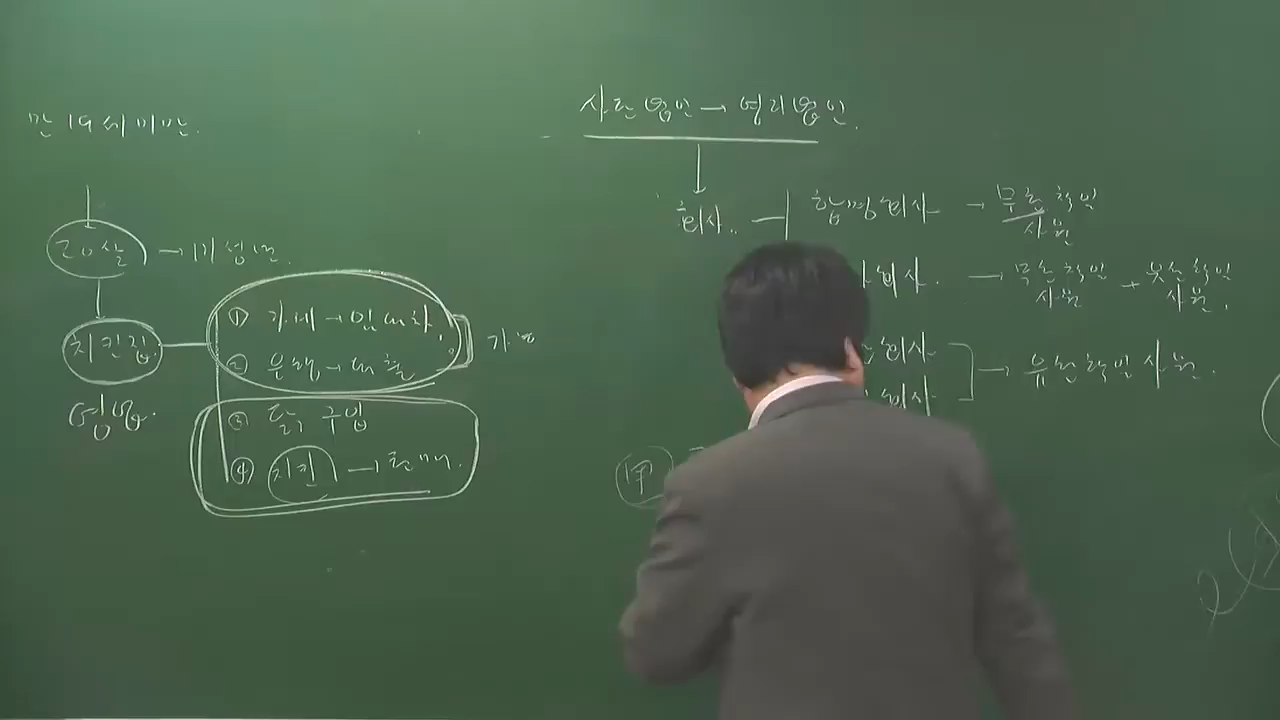 만 19세 미만.
20살 → 미성년.
치킨집
영업.
① 가게 → 임대차.
② 은행 → 대출
③ 닭, 구입
④ 치킨 → 판매.
사단법인 → 영리법인.
회사..
합명회사 → 무한책임
사원
회사. → 무한책임 + 유한책임
사원 사원.
회사
회사
→ 유한책임사원.
甲